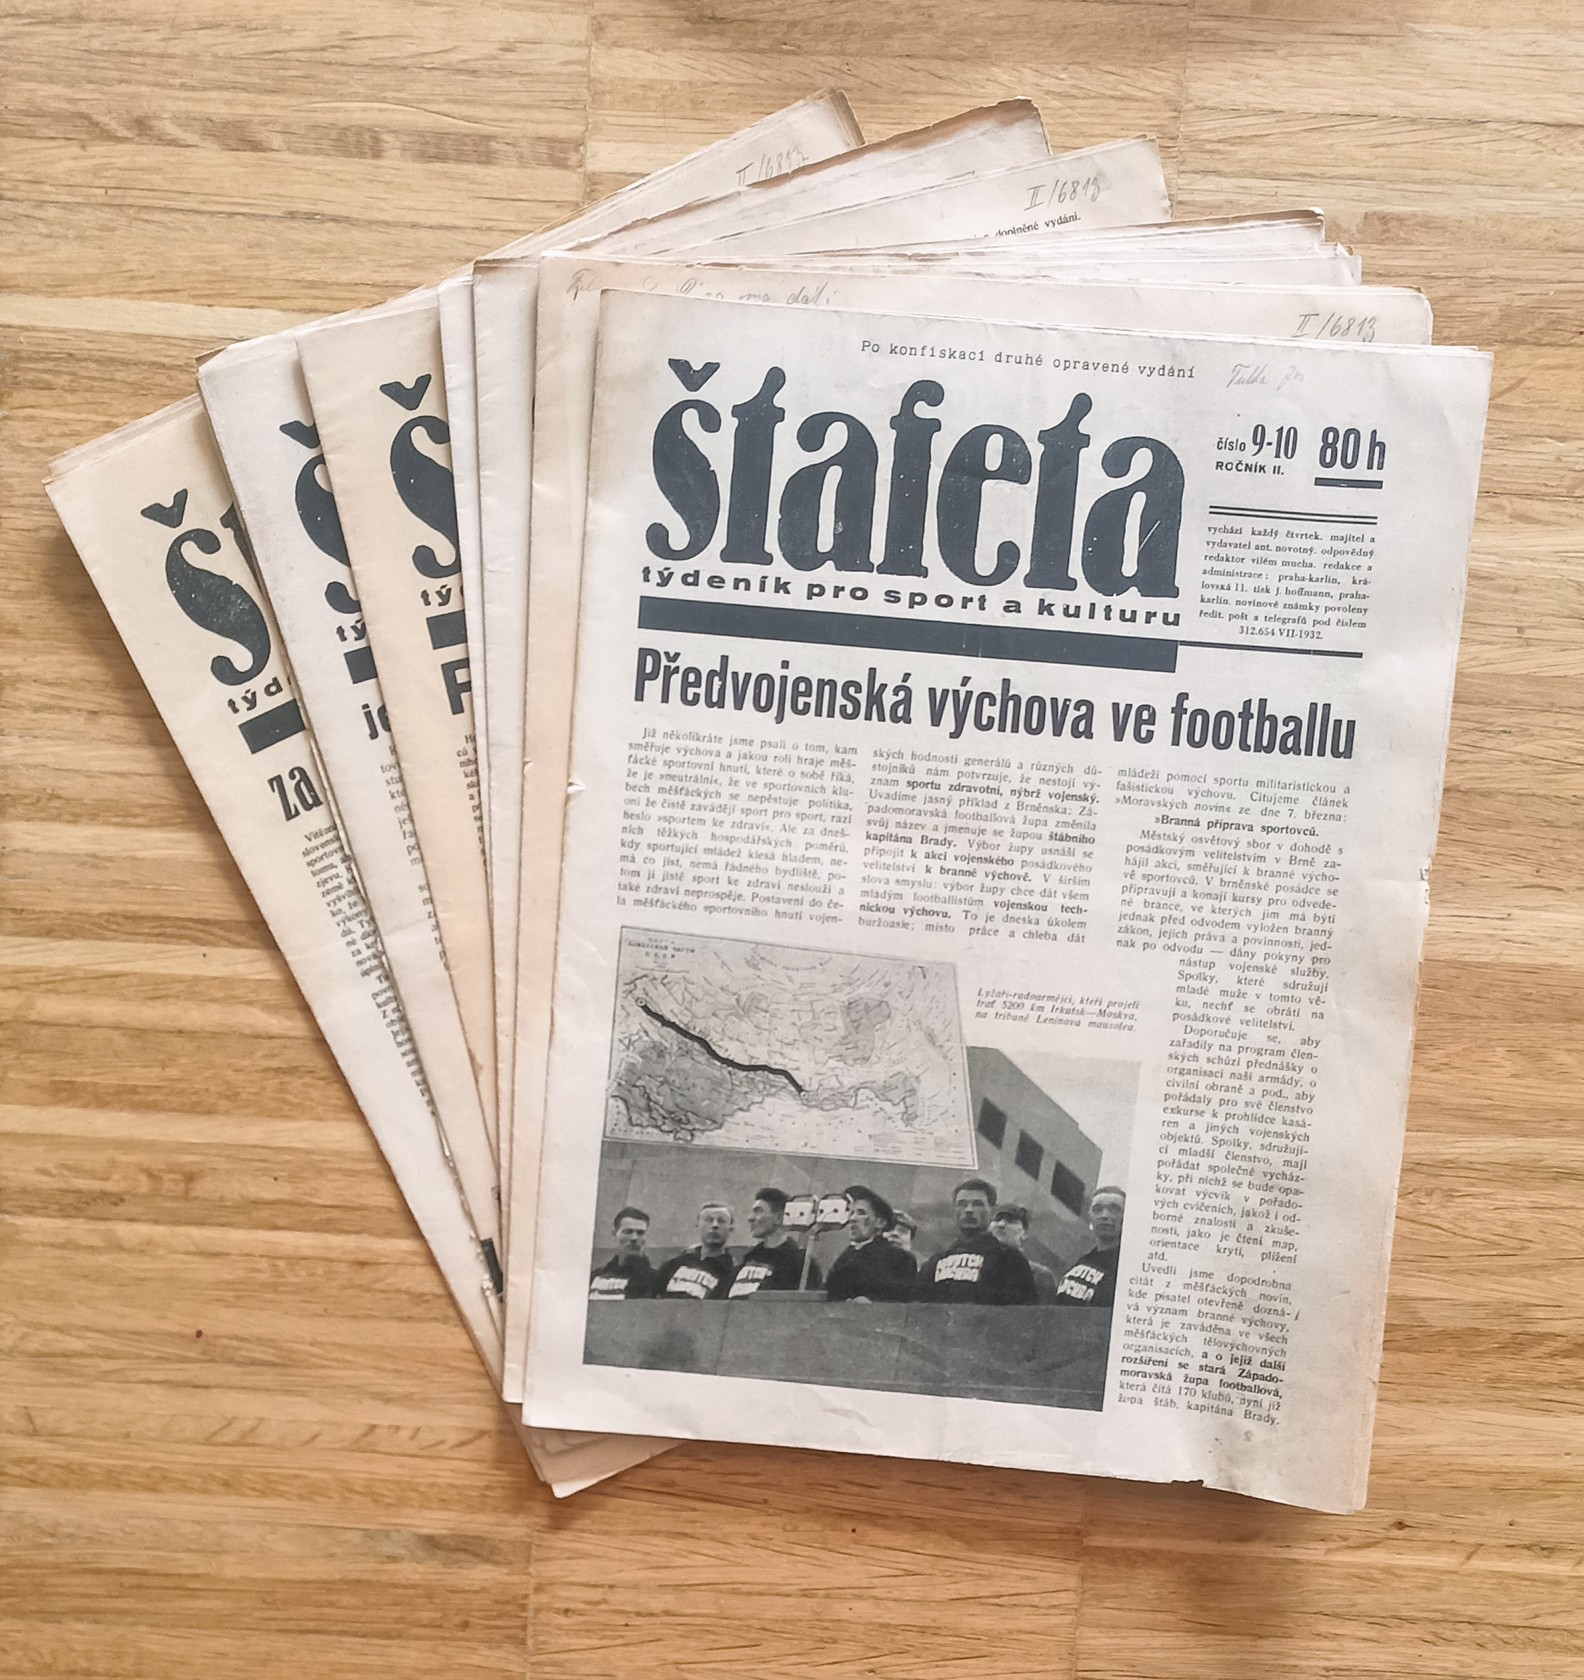 II/6813
II/6813
doplněné vydání.
má dáti
II/6813
Po konfiskaci druhé opravené vydání
štafeta
číslo 9-10 80 h
ROČNÍK II.
týdeník pro sport a kulturu
vychází každý čtvrtek. majitel a
vydavatel ant. novotný. odpovědný
redaktor vilém mucha. redakce a
administrace: praha-karlín, krá-
lovská 11. tisk j. hoffmann, praha-
karlín. novinové známky povoleny
ředit. pošt a telegrafů pod číslem
312.654 VII-1932.
Předvojenská výchova ve footballu
Již několikráte jsme psali o tom, kam
směřuje výchova a jakou roli hraje měš-
fácké sportovní hnutí, které o sobě říká,
že je »neutrální«, že ve sportovních klu-
bech měšfáckých se nepěstuje politika,
oni že čistě zavádějí sport pro sport, razí
heslo »sportem ke zdraví«. Ale za dneš-
ních těžkých hospodářských poměrů,
kdy sportující mládež klesá hladem, ne-
má co jíst, nemá řádného bydliště, po-
tom jí jistě sport ke zdraví neslouží a
také zdraví neprospěje. Postavení do če-
la měšfáckého sportovního hnutí vojen-
ských hodností generálů a různých dů-
stojníků nám potvrzuje, že nestojí vý-
znam sportu zdravotní, nýbrž vojenský.
Uvádíme jasný příklad z Brněnska: Zá-
padomoravská footballová župa změnila
svůj název a jmenuje se župou štábního
kapitána Brady. Výbor župy usnáší se
připojit k akci vojenského posádkového
velitelství k branné výchově. V širším
slova smyslu: výbor župy chce dát všem
mladým footballistům vojenskou tech-
nickou výchovu. To je dneska úkolem
buržoasie: místo práce a chleba dát
mládeži pomocí sportu militaristickou a
fašistickou výchovu. Citujeme článek
»Moravských novin« ze dne 7. března:
»Branná příprava sportovců.
Městský osvětový sbor v dohodě s
posádkovým velitelstvím v Brně za-
hájil akci, směřující k branné výcho-
vě sportovců. V brněnské posádce se
připravují a konají kursy pro odvede-
né brance, ve kterých jim má býti
jednak před odvodem vyložen branný
zákon, jejich práva a povinnosti, jed-
nak po odvodu — dány pokyny pro
nástup vojenské služby.
Spolky, které sdružují
mladé muže v tomto vě-
ku, nechť se obrátí na
posádkové velitelství.
Doporučuje se, aby
zařadily na program člen-
ských schůzí přednášky o
organisaci naší armády, o
civilní obraně a pod., aby
pořádaly pro své členstvo
exkurse k prohlídce kasá-
ren a jiných vojenských
objektů. Spolky, sdružují-
cí mladší členstvo, mají
pořádat společné vycház-
ky, při nichž se bude opa-
kovat výcvik v pořado-
vých cvičeních, jakož i od-
borné znalosti a zkuše-
nosti, jako je čtení map,
orientace krytí, plížení
atd.
Uvedli jsme dopodrobna
citát z měšfáckých novin,
kde pisatel otevřeně dozná-
vá význam branné výchovy,
která je zaváděna ve všech
měšfáckých tělovýchovných
organisacích, a o jejíž další
rozšíření se stará Západo-
moravská župa footballová,
která čítá 170 klubů, nyní již
župa štáb. kapitána Brady.
Lyžaři-rudoarmějci, kteří projeli
trať 5200 km Irkutsk—Moskva,
na tribuně Leninova mausolea.
СССР